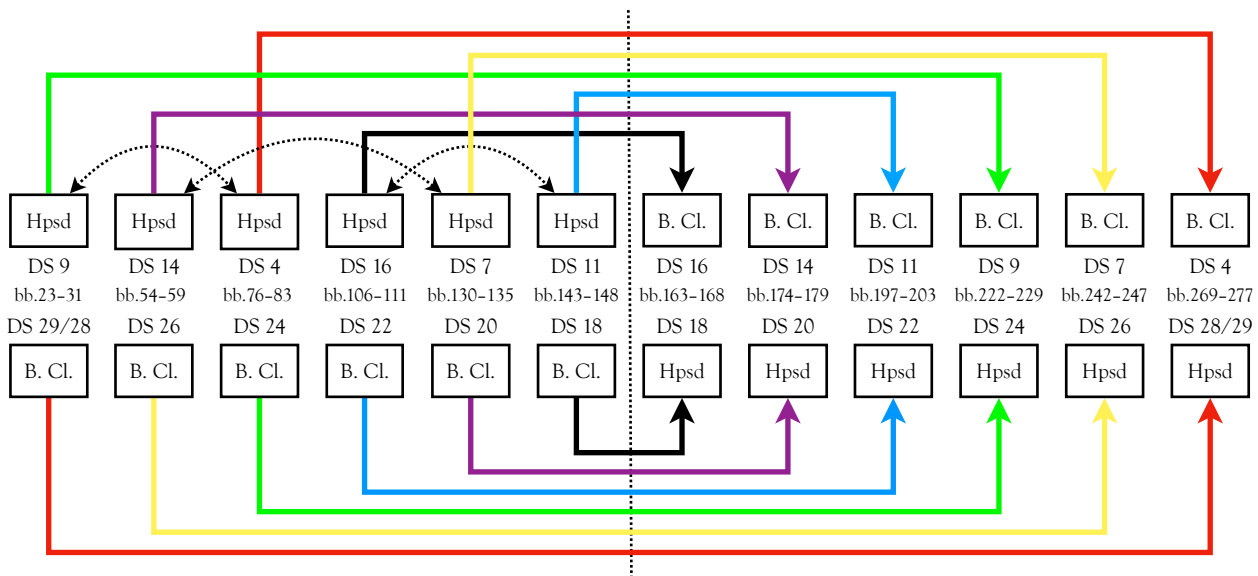 Hpsd Hpsd Hpsd Hpsd Hpsd Hpsd B. Cl. B. Cl. B. Cl. B. Cl. B. Cl. B. Cl.
DS 9 DS 14 DS 4 DS 16 DS 7 DS 11 DS 16 DS 14 DS 11 DS 9 DS 7 DS 4
bb.23-31 bb.54-59 bb.76-83 bb.106-111 bb.130-135 bb.143-148 bb.163-168 bb.174-179 bb.197-203 bb.222-229 bb.242-247 bb.269-277
DS 29/28 DS 26 DS 24 DS 22 DS 20 DS 18 DS 18 DS 20 DS 22 DS 24 DS 26 DS 28/29
B. Cl. B. Cl. B. Cl. B. Cl. B. Cl. B. Cl. Hpsd Hpsd Hpsd Hpsd Hpsd Hpsd